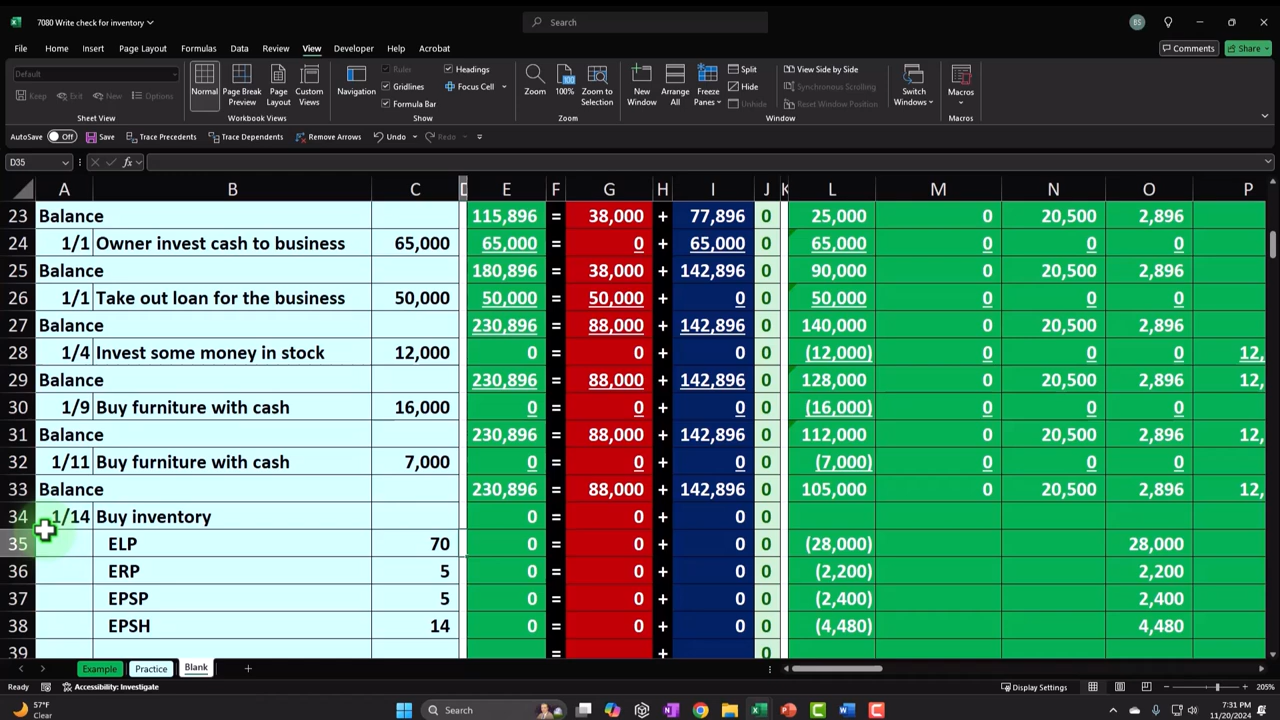 7080 Write check for inventory
Search
BS
File Home Insert Page Layout Formulas Data Review View Developer Help Acrobat
Comments Share
Default
Keep Exit New Options
Sheet View
Normal Page Break Preview Page Layout Custom Views
Workbook Views
Navigation Ruler Headings
Gridlines Focus Cell
Formula Bar
Show
Zoom 100% Zoom to Selection
Zoom
New Window Arrange All Freeze Panes Split
Hide
Unhide
View Side by Side
Synchronous Scrolling
Reset Window Position
Window
Switch Windows
Macros
Macros
AutoSave Off Save Trace Precedents Trace Dependents Remove Arrows Undo Redo
D35 fx
A B C D E F G H I J K L M N O P
23 Balance 115,896 = 38,000 + 77,896 0 25,000 0 20,500 2,896
24 1/1 Owner invest cash to business 65,000 65,000 = 0 + 65,000 0 65,000 0 0 0
25 Balance 180,896 = 38,000 + 142,896 0 90,000 0 20,500 2,896
26 1/1 Take out loan for the business 50,000 50,000 = 50,000 + 0 0 50,000 0 0 0
27 Balance 230,896 = 88,000 + 142,896 0 140,000 0 20,500 2,896
28 1/4 Invest some money in stock 12,000 0 = 0 + 0 0 (12,000) 0 0 0 12,
29 Balance 230,896 = 88,000 + 142,896 0 128,000 0 20,500 2,896 12,
30 1/9 Buy furniture with cash 16,000 0 = 0 + 0 0 (16,000) 0 0 0
31 Balance 230,896 = 88,000 + 142,896 0 112,000 0 20,500 2,896 12,
32 1/11 Buy furniture with cash 7,000 0 = 0 + 0 0 (7,000) 0 0 0
33 Balance 230,896 = 88,000 + 142,896 0 105,000 0 20,500 2,896 12,
34 1/14 Buy inventory 0 = 0 + 0 0
35 ELP 70 0 = 0 + 0 0 (28,000) 28,000
36 ERP 5 0 = 0 + 0 0 (2,200) 2,200
37 EPSP 5 0 = 0 + 0 0 (2,400) 2,400
38 EPSH 14 0 = 0 + 0 0 (4,480) 4,480
39 = +
Example Practice Blank
Ready Accessibility: Investigate Display Settings 205%
57°F
Clear
Search
7:31 PM
11/20/2024